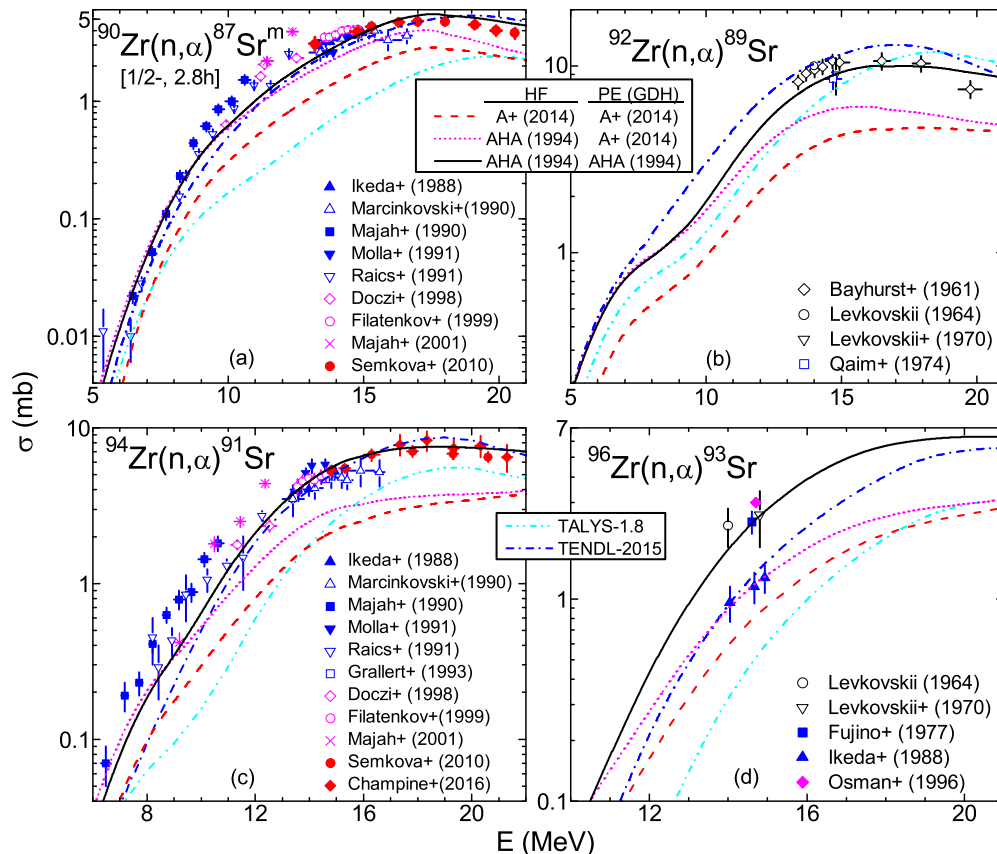 90Zr(n,α)87Srm
[1/2-, 2.8h]
5
1
0.1
0.01
5
10
15
20
(a)
Ikeda+ (1988)
Marcinkovski+(1990)
Majah+ (1990)
Molla+ (1991)
Raics+ (1991)
Doczi+ (1998)
Filatenkov+ (1999)
Majah+ (2001)
Semkova+ (2010)
92Zr(n,α)89Sr
10
1
5
10
15
20
(b)
HF PE (GDH)
A+ (2014) A+ (2014)
AHA (1994) A+ (2014)
AHA (1994) AHA (1994)
Bayhurst+ (1961)
Levkovskii (1964)
Levkovskii+ (1970)
Qaim+ (1974)
σ (mb)
94Zr(n,α)91Sr
10
1
0.1
8
12
16
20
(c)
Ikeda+ (1988)
Marcinkovski+(1990)
Majah+ (1990)
Molla+ (1991)
Raics+ (1991)
Grallert+ (1993)
Doczi+ (1998)
Filatenkov+(1999)
Majah+ (2001)
Semkova+ (2010)
Champine+(2016)
TALYS-1.8
TENDL-2015
96Zr(n,α)93Sr
7
1
0.1
12
16
20
(d)
Levkovskii (1964)
Levkovskii+ (1970)
Fujino+ (1977)
Ikeda+ (1988)
Osman+ (1996)
E (MeV)